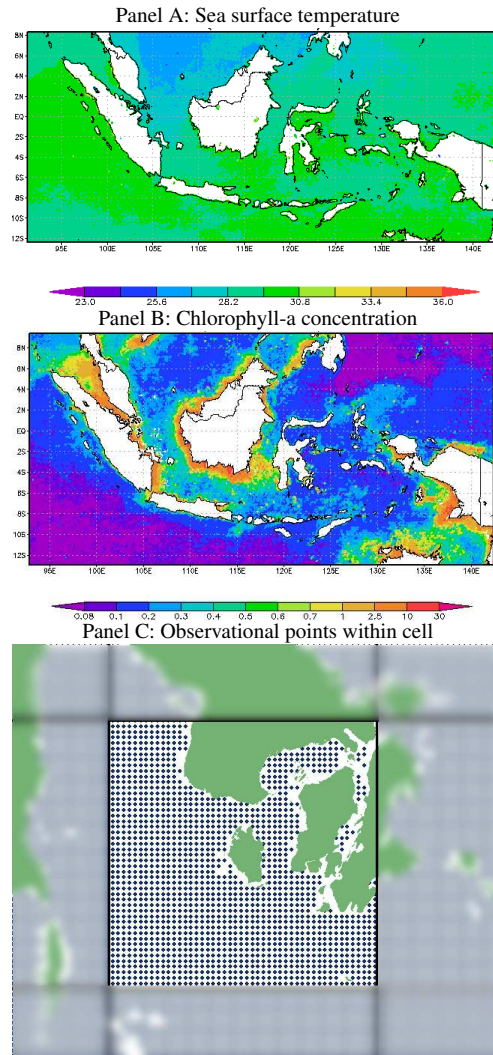 Panel A: Sea surface temperature
8N
6N
4N
2N
EQ
2S
4S
6S
8S
10S
12S
95E 100E 105E 110E 115E 120E 125E 130E 135E 140E
23.0 25.6 28.2 30.8 33.4 36.0
Panel B: Chlorophyll-a concentration
8N
6N
4N
2N
EQ
2S
4S
6S
8S
10S
12S
95E 100E 105E 110E 115E 120E 125E 130E 135E 140E
0.08 0.1 0.2 0.3 0.4 0.5 0.6 0.7 1 2.5 10 30
Panel C: Observational points within cell